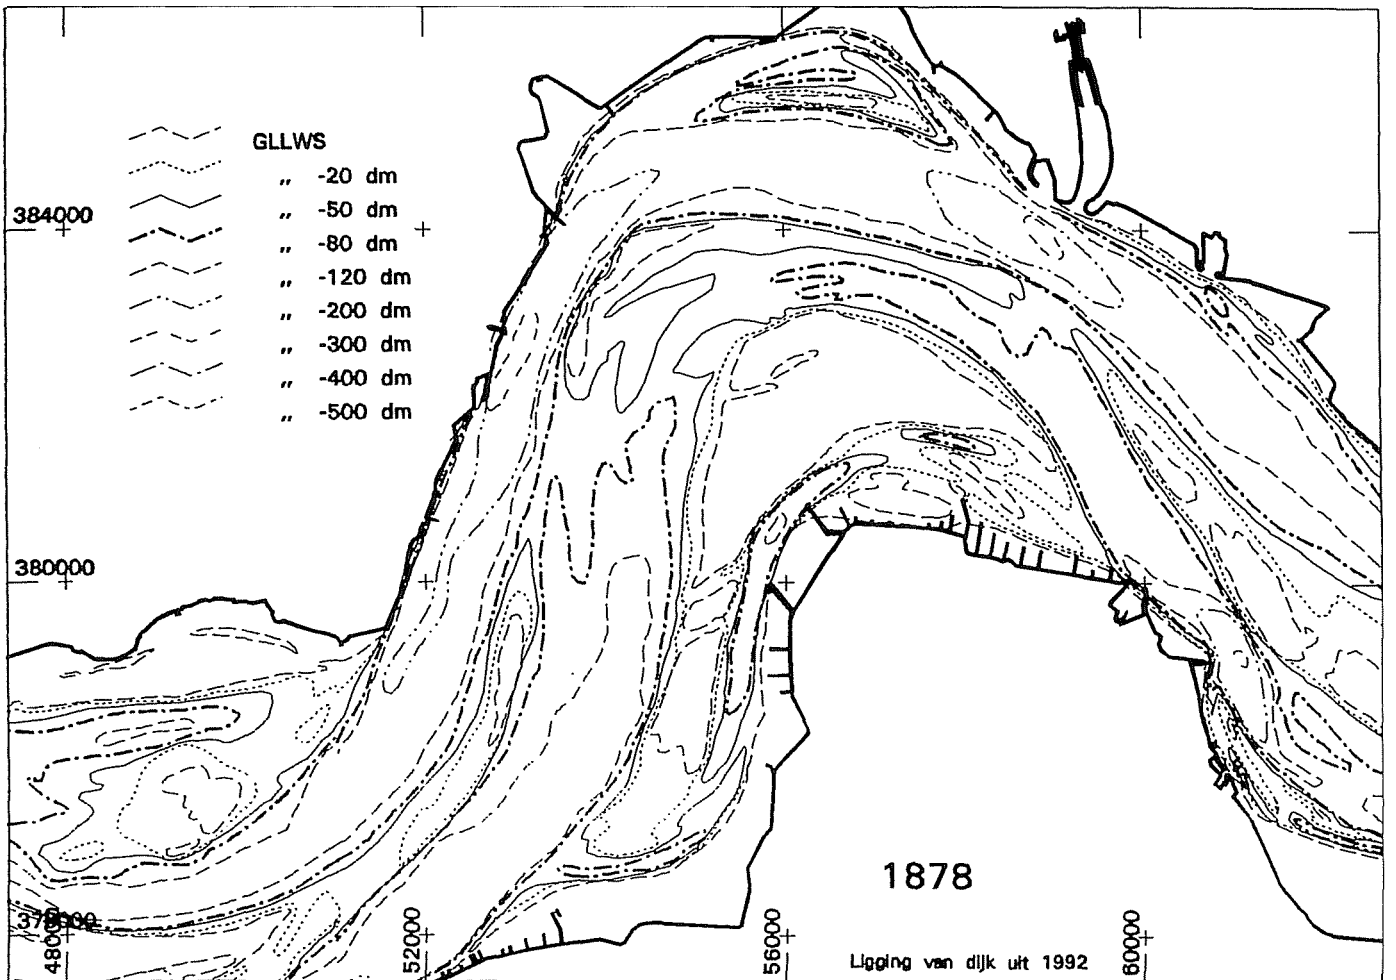 GLLWS
„ -20 dm
„ -50 dm
384000
„ -80 dm
„ -120 dm
„ -200 dm
„ -300 dm
„ -400 dm
„ -500 dm
380000
1878
48000
52000
56000
60000
Ligging van dijk uit 1992